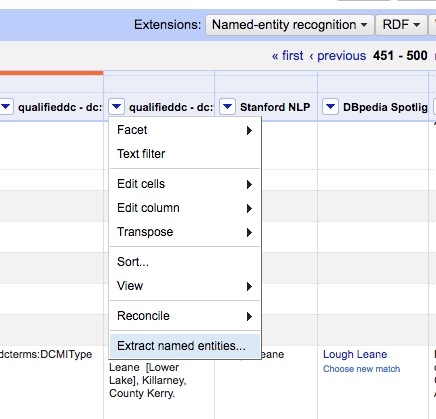 Extensions: Named-entity recognition RDF
« first ‹ previous 451 - 500
qualifieddc - dc: qualifieddc - dc: Stanford NLP DBpedia Spotlig
Facet
Text filter
Edit cells
Edit column
Transpose
Sort...
View
Reconcile
Extract named entities...
dcterms:DCMIType Leane Lough Leane
Leane [Lower Choose new match
Lake], Killarney,
County Kerry.